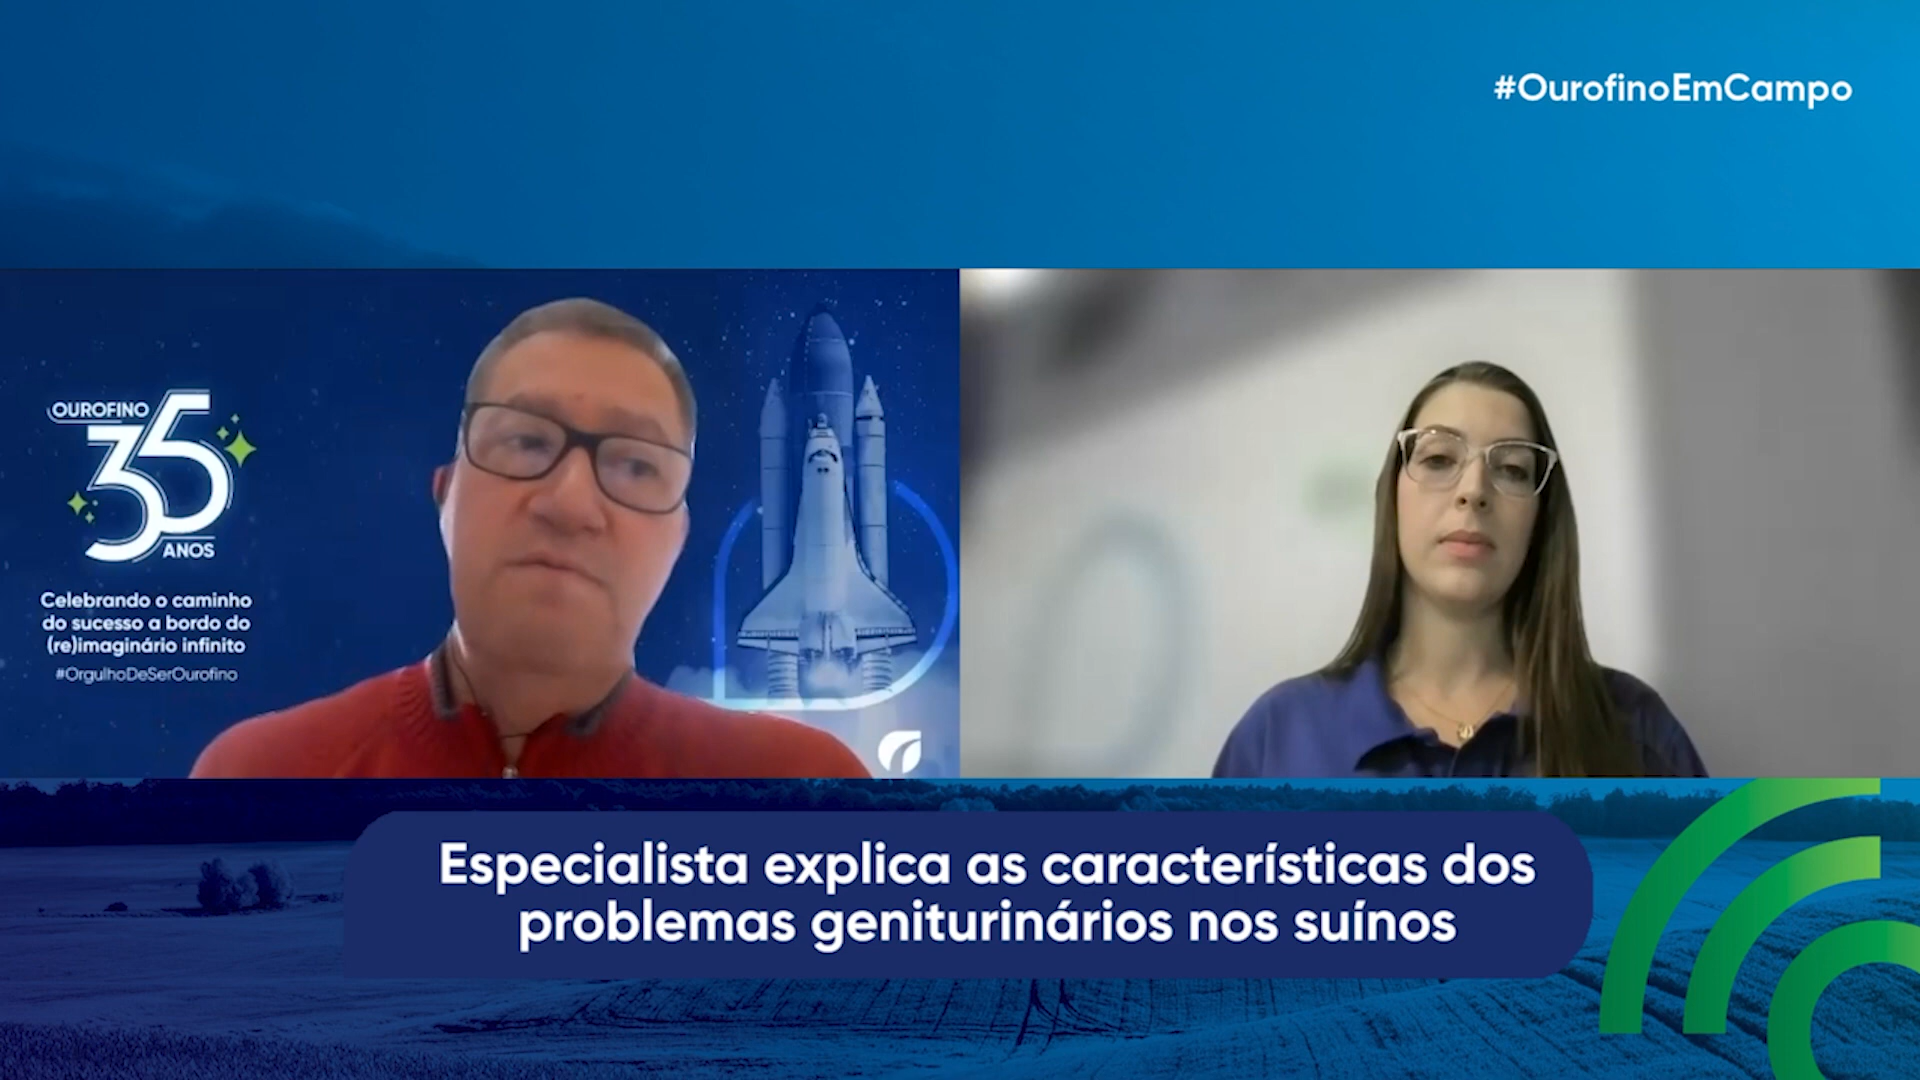 #OurofinoEmCampo
OUROFINO
35
ANOS
Celebrando o caminho
do sucesso a bordo do
(re)imaginário infinito
#OrgulhoDeSerOurofino
Especialista explica as características dos
problemas geniturinários nos suínos